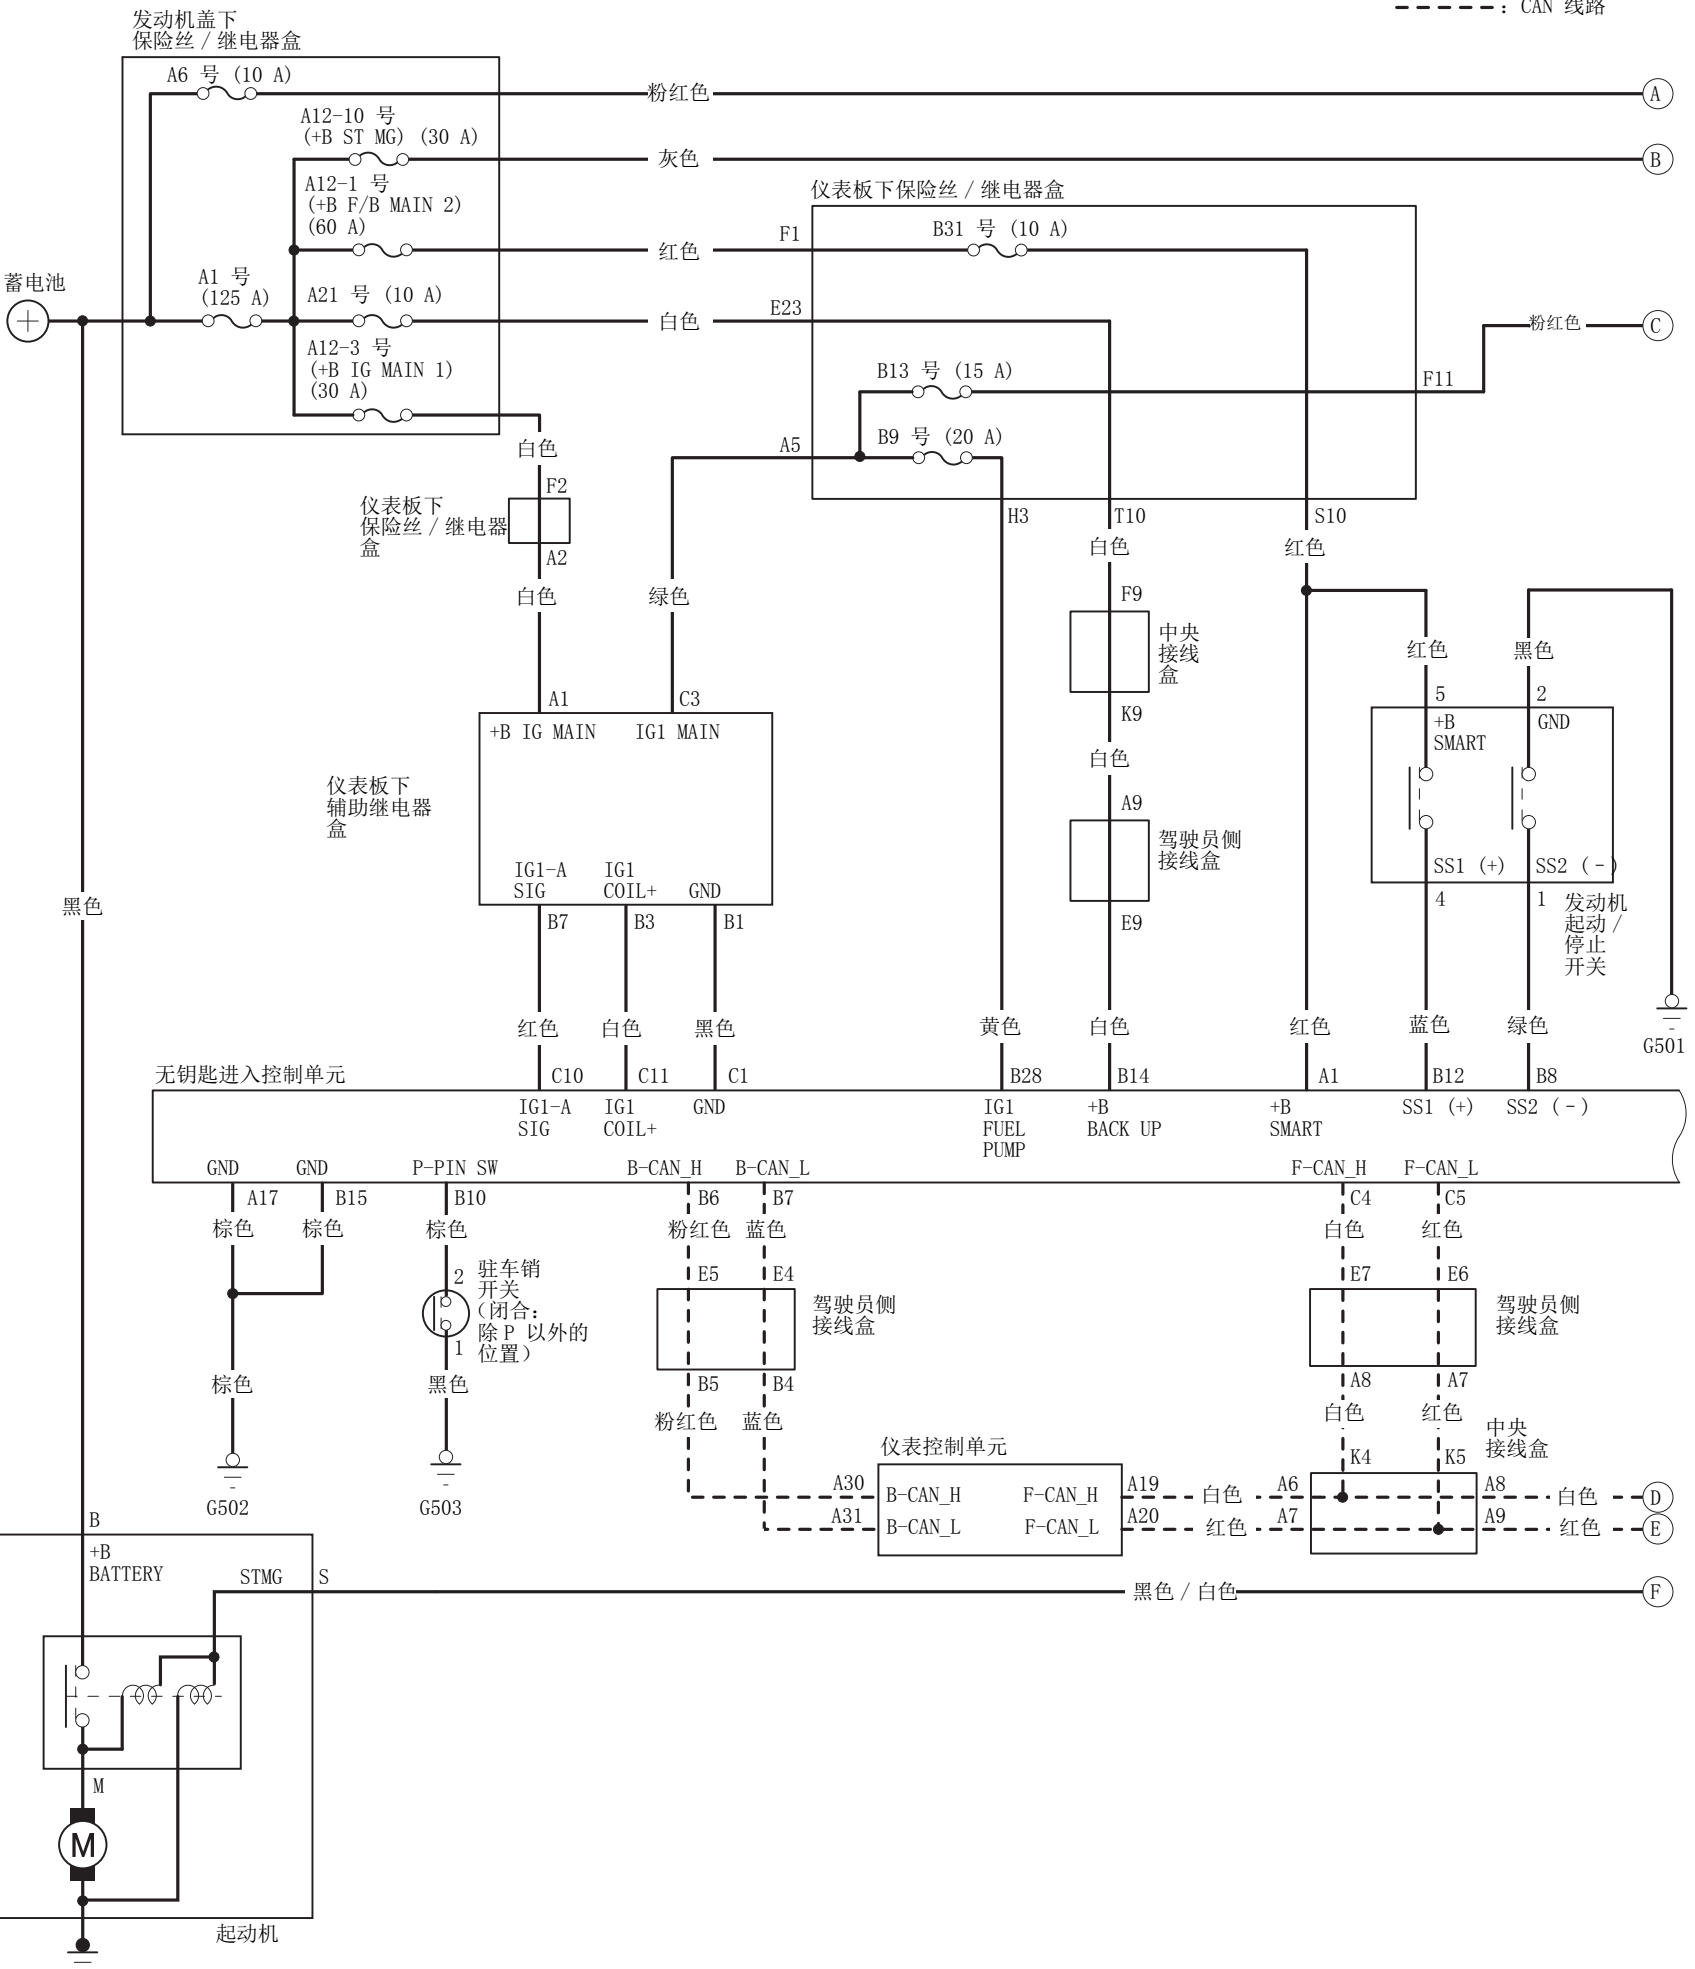 : CAN 线路
发动机盖下
保险丝 / 继电器盒
A6 号 (10 A)
粉红色
A
A12-10 号
(+B ST MG) (30 A)
灰色
B
A12-1 号
(+B F/B MAIN 2)
(60 A)
红色
仪表板下保险丝 / 继电器盒
F1
B31 号 (10 A)
蓄电池
A1 号
(125 A)
A21 号 (10 A)
白色
E23
粉红色
C
A12-3 号
(+B IG MAIN 1)
(30 A)
B13 号 (15 A)
F11
白色
A5
B9 号 (20 A)
F2
仪表板下
保险丝 / 继电器
盒
A2
H3
T10
S10
白色
红色
白色
绿色
F9
中央
接线
盒
K9
红色
黑色
5
2
A1
C3
+B IG MAIN
IG1 MAIN
+B
SMART
GND
白色
仪表板下
辅助继电器
盒
A9
驾驶员侧
接线盒
E9
IG1-A
SIG
IG1
COIL+
GND
SS1 (+)
SS2 (-)
4
1
发动机
起动 /
停止
开关
黑色
B7
B3
B1
红色
白色
黑色
黄色
白色
红色
蓝色
绿色
G501
无钥匙进入控制单元
C10
C11
C1
B28
B14
A1
B12
B8
IG1-A
SIG
IG1
COIL+
GND
IG1
FUEL
PUMP
+B
BACK UP
+B
SMART
SS1 (+)
SS2 (-)
GND
GND
P-PIN SW
B-CAN_H
B-CAN_L
F-CAN_H
F-CAN_L
A17
B15
B10
B6
B7
C4
C5
棕色
棕色
棕色
粉红色
蓝色
白色
红色
2
驻车销
开关
(闭合:
除 P 以外的
位置)
1
E5
E4
驾驶员侧
接线盒
E7
E6
驾驶员侧
接线盒
棕色
黑色
B5
B4
A8
A7
粉红色
蓝色
白色
红色
中央
接线盒
G502
G503
仪表控制单元
K4
K5
A30
B-CAN_H
F-CAN_H
A19
白色
A6
A8
白色
D
A31
B-CAN_L
F-CAN_L
A20
红色
A7
A9
红色
E
B
+B
BATTERY
STMG
S
黑色 / 白色
F
M
M
起动机